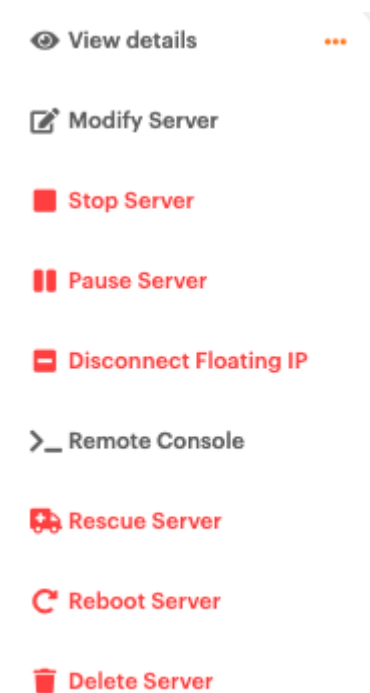 View details
Modify Server
Stop Server
Pause Server
Disconnect Floating IP
Remote Console
Rescue Server
Reboot Server
Delete Server